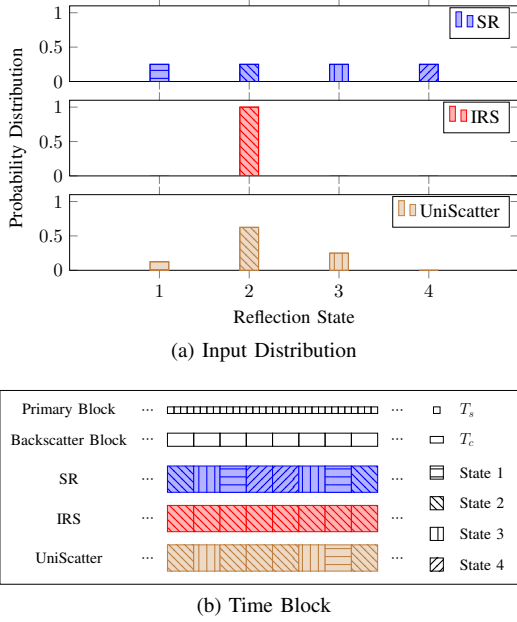 Probability Distribution
1
0.5
0
SR
1
0.5
0
IRS
1
0.5
0
UniScatter
1 2 3 4
Reflection State
(a) Input Distribution
Primary Block ··· ··· T_s
Backscatter Block ··· ··· T_c
SR ··· ··· State 1
State 2
IRS ··· ··· State 3
UniScatter ··· ··· State 4
(b) Time Block